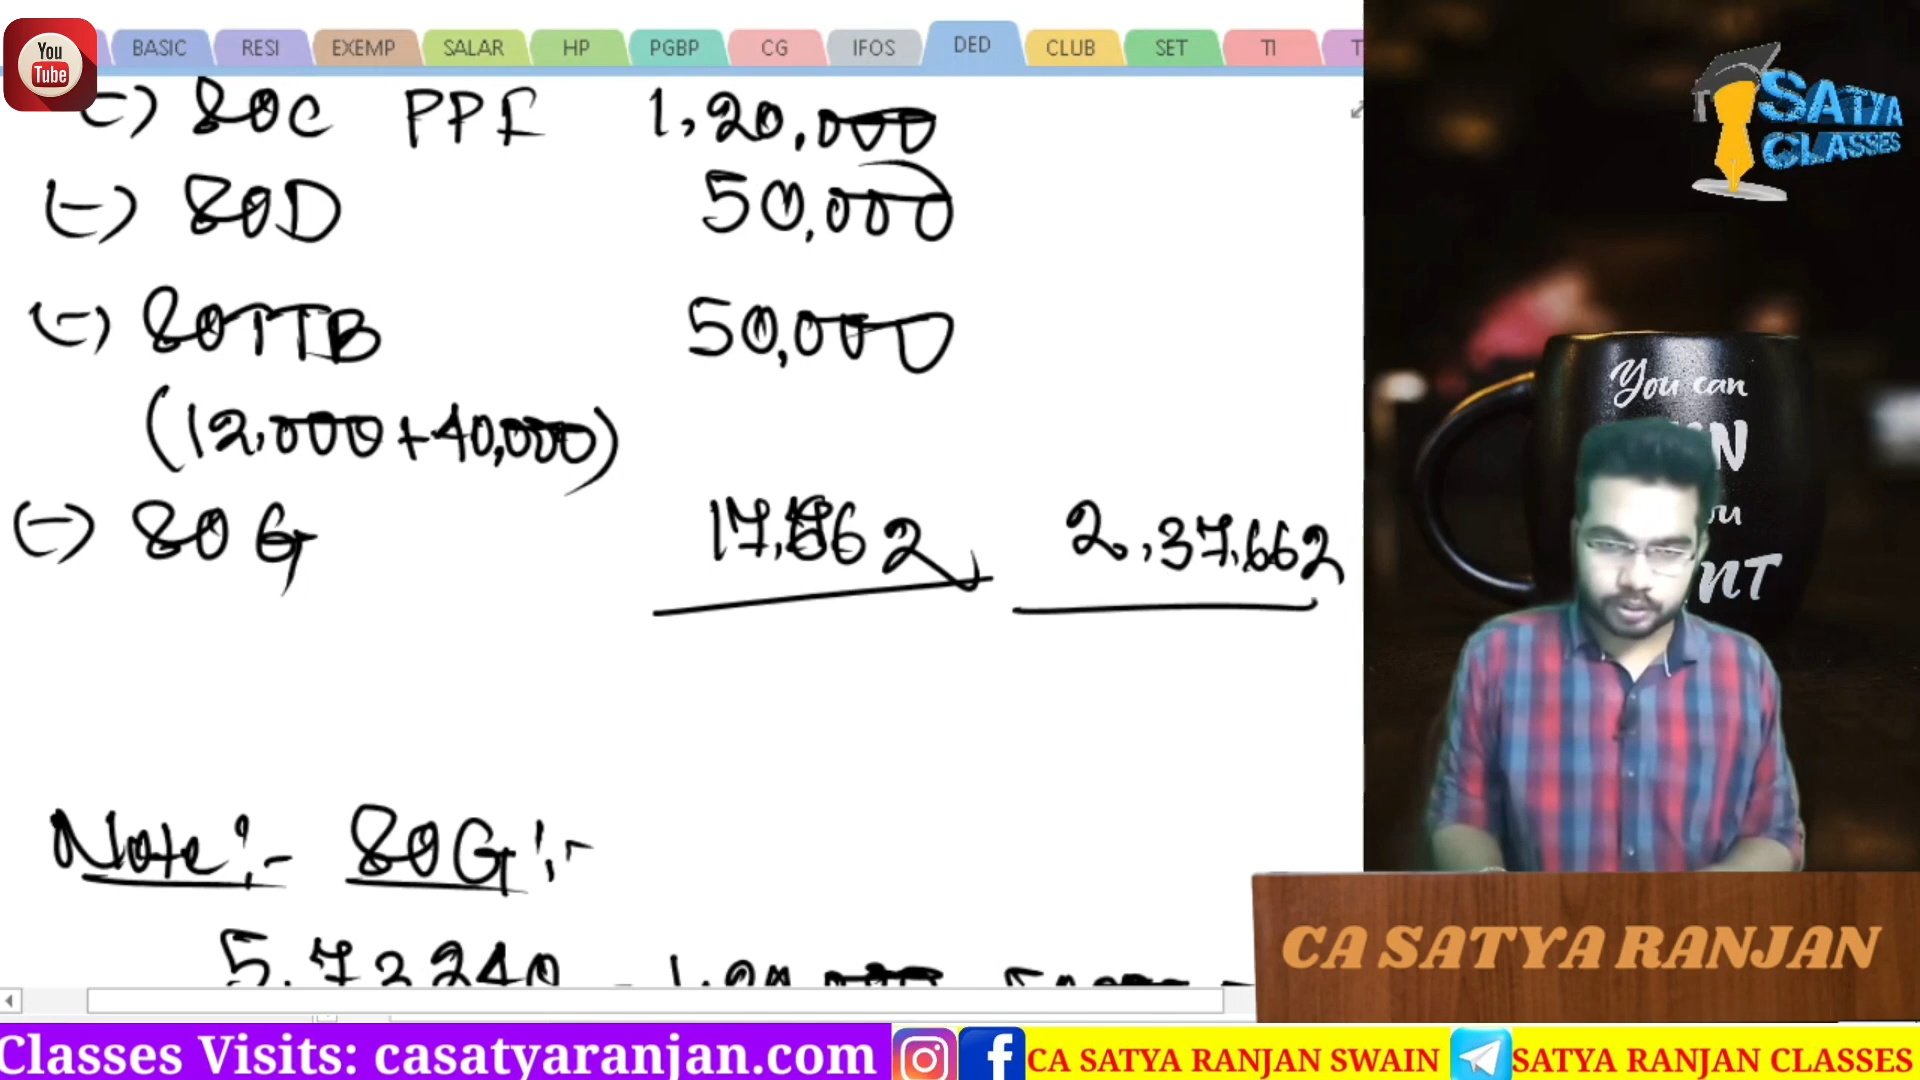 You
Tube
BASIC RESI EXEMP SALAR HP PGBP CG IFOS DED CLUB SET TI T
(-) 80C PPF 1,20,000
(-) 80D 50,000
(-) 80TTB 50,000
(12,000+40,000)
(-) 80G 17,662 2,37,662
Note:- 80G:-
SATYA
CLASSES
You can
CA SATYA RANJAN
Classes Visits: casatyaranjan.com
CA SATYA RANJAN SWAIN
SATYA RANJAN CLASSES